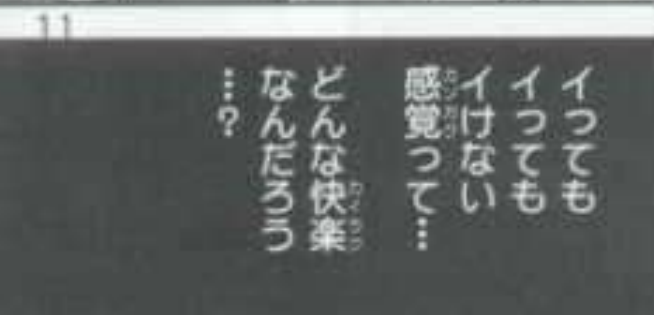 11
イっても
イっても
イけない
感覚って…
どんな快楽
なんだろう
…?